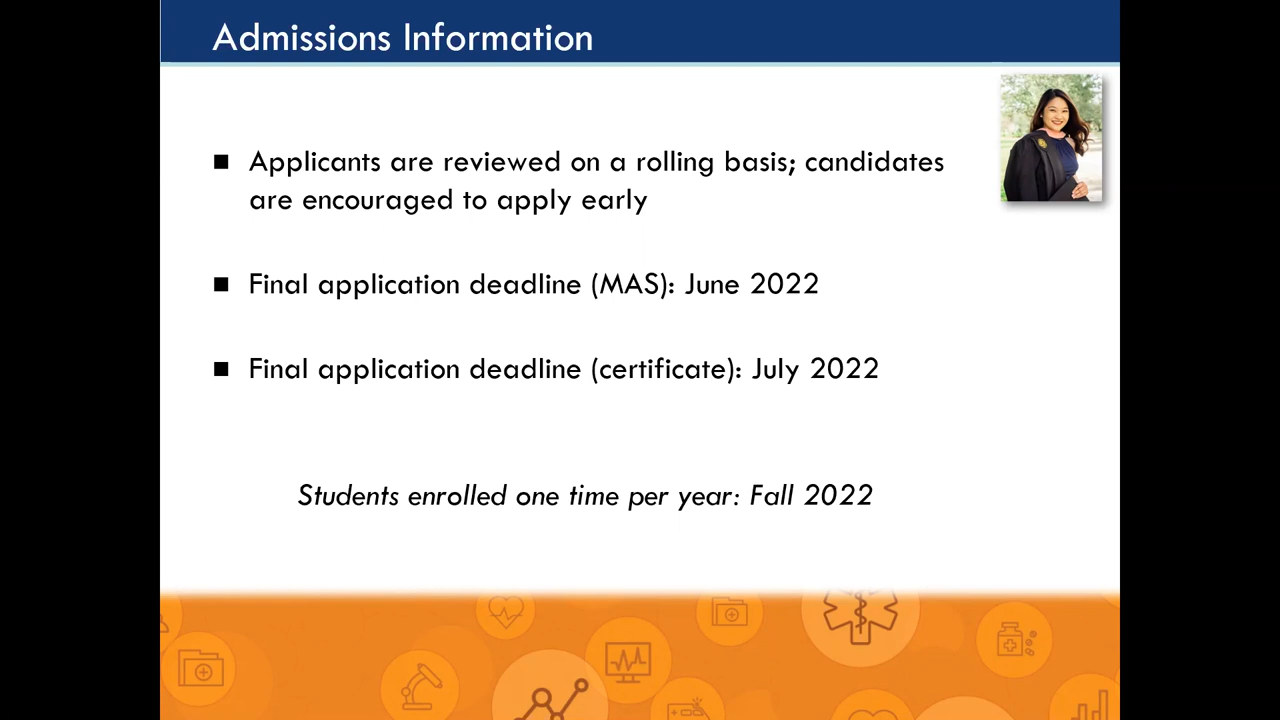 Admissions Information
■ Applicants are reviewed on a rolling basis; candidates
are encouraged to apply early
■ Final application deadline (MAS): June 2022
■ Final application deadline (certificate): July 2022
Students enrolled one time per year: Fall 2022